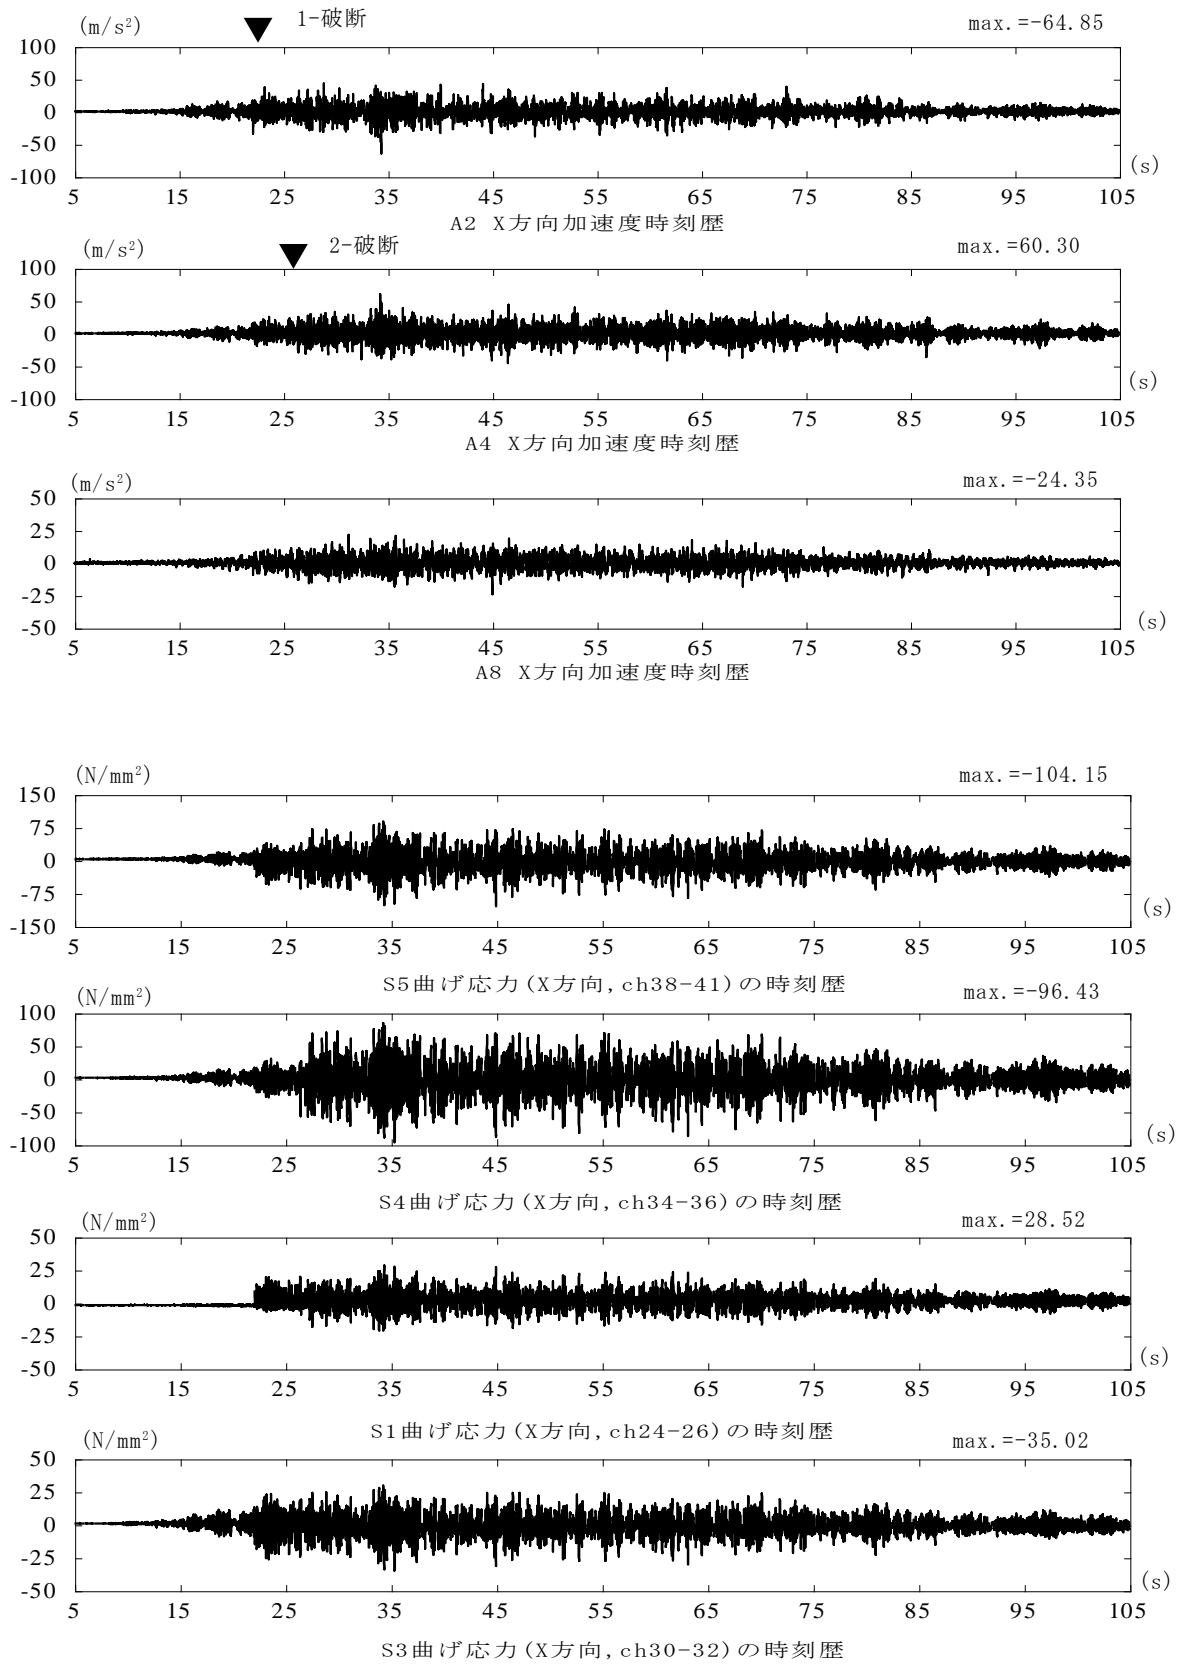 (m/s²) 1-破断 max.=-64.85
100
50
0
-50
-100
(s)
5 15 25 35 45 55 65 75 85 95 105
A2 X方向加速度時刻歴
(m/s²) 2-破断 max.=60.30
100
50
0
-50
-100
(s)
5 15 25 35 45 55 65 75 85 95 105
A4 X方向加速度時刻歴
(m/s²) max.=-24.35
50
25
0
-25
-50
(s)
5 15 25 35 45 55 65 75 85 95 105
A8 X方向加速度時刻歴
(N/mm²) max.=-104.15
150
75
0
-75
-150
(s)
5 15 25 35 45 55 65 75 85 95 105
S5曲げ応力(X方向,ch38-41)の時刻歴
(N/mm²) max.=-96.43
100
50
0
-50
-100
(s)
5 15 25 35 45 55 65 75 85 95 105
S4曲げ応力(X方向,ch34-36)の時刻歴
(N/mm²) max.=28.52
50
25
0
-25
-50
(s)
5 15 25 35 45 55 65 75 85 95 105
S1曲げ応力(X方向,ch24-26)の時刻歴
(N/mm²) max.=-35.02
50
25
0
-25
-50
(s)
5 15 25 35 45 55 65 75 85 95 105
S3曲げ応力(X方向,ch30-32)の時刻歴